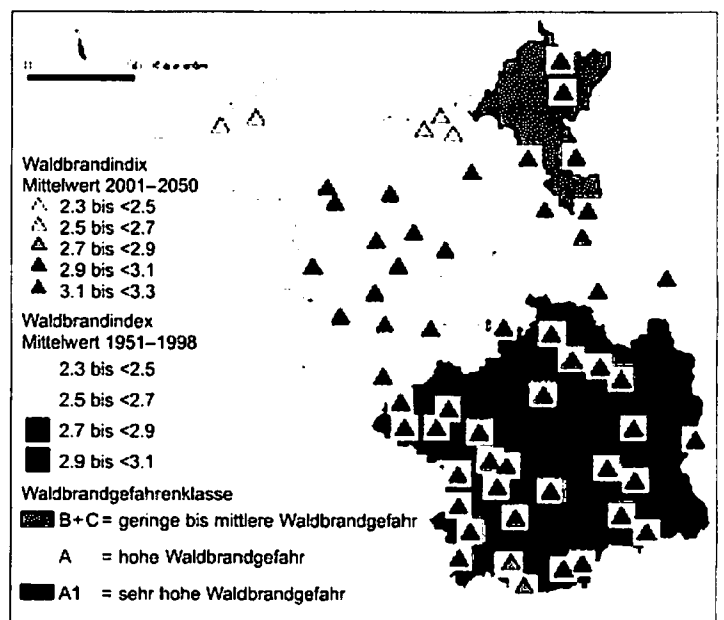 Waldbrandindix
Mittelwert 2001–2050
2.3 bis <2.5
2.5 bis <2.7
2.7 bis <2.9
2.9 bis <3.1
3.1 bis <3.3
Waldbrandindex
Mittelwert 1951–1998
2.3 bis <2.5
2.5 bis <2.7
2.7 bis <2.9
2.9 bis <3.1
Waldbrandgefahrenklasse
B+C = geringe bis mittlere Waldbrandgefahr
A = hohe Waldbrandgefahr
A1 = sehr hohe Waldbrandgefahr